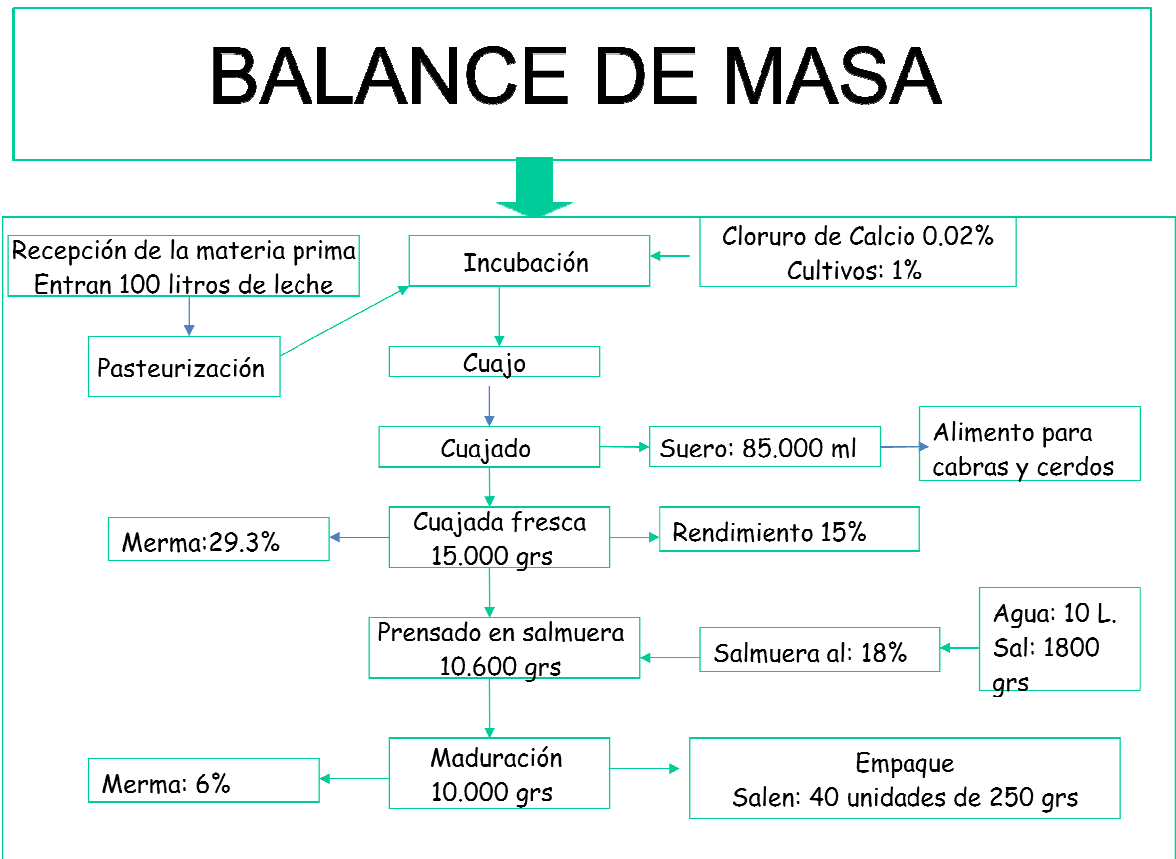 BALANCE DE MASA
Recepción de la materia prima
Entran 100 litros de leche
Incubación
Cloruro de Calcio 0.02%
Cultivos: 1%
Pasteurización
Cuajo
Cuajado
Suero: 85.000 ml
Alimento para
cabras y cerdos
Merma:29.3%
Cuajada fresca
15.000 grs
Rendimiento 15%
Prensado en salmuera
10.600 grs
Salmuera al: 18%
Agua: 10 L.
Sal: 1800
grs
Merma: 6%
Maduración
10.000 grs
Empaque
Salen: 40 unidades de 250 grs